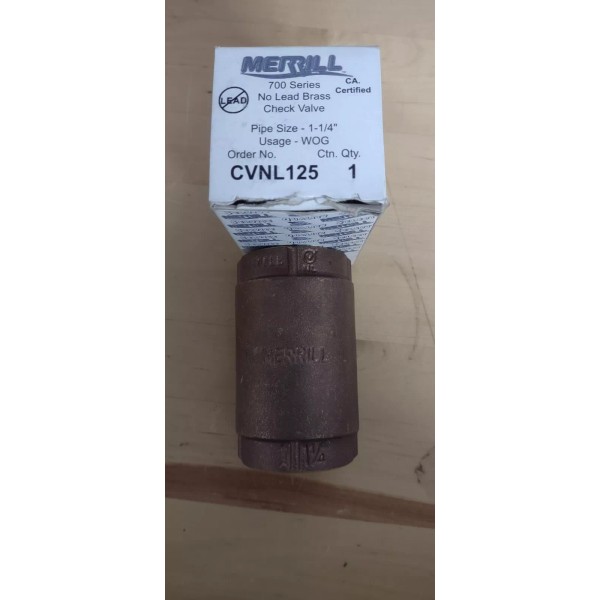 MERRILL
700 Series
CA.
Certified
LEAD
No Lead Brass
Check Valve
Pipe Size - 1-1/4"
Usage - WOG
Order No. Ctn. Qty.
CVNL125 1
MERRILL
1¼